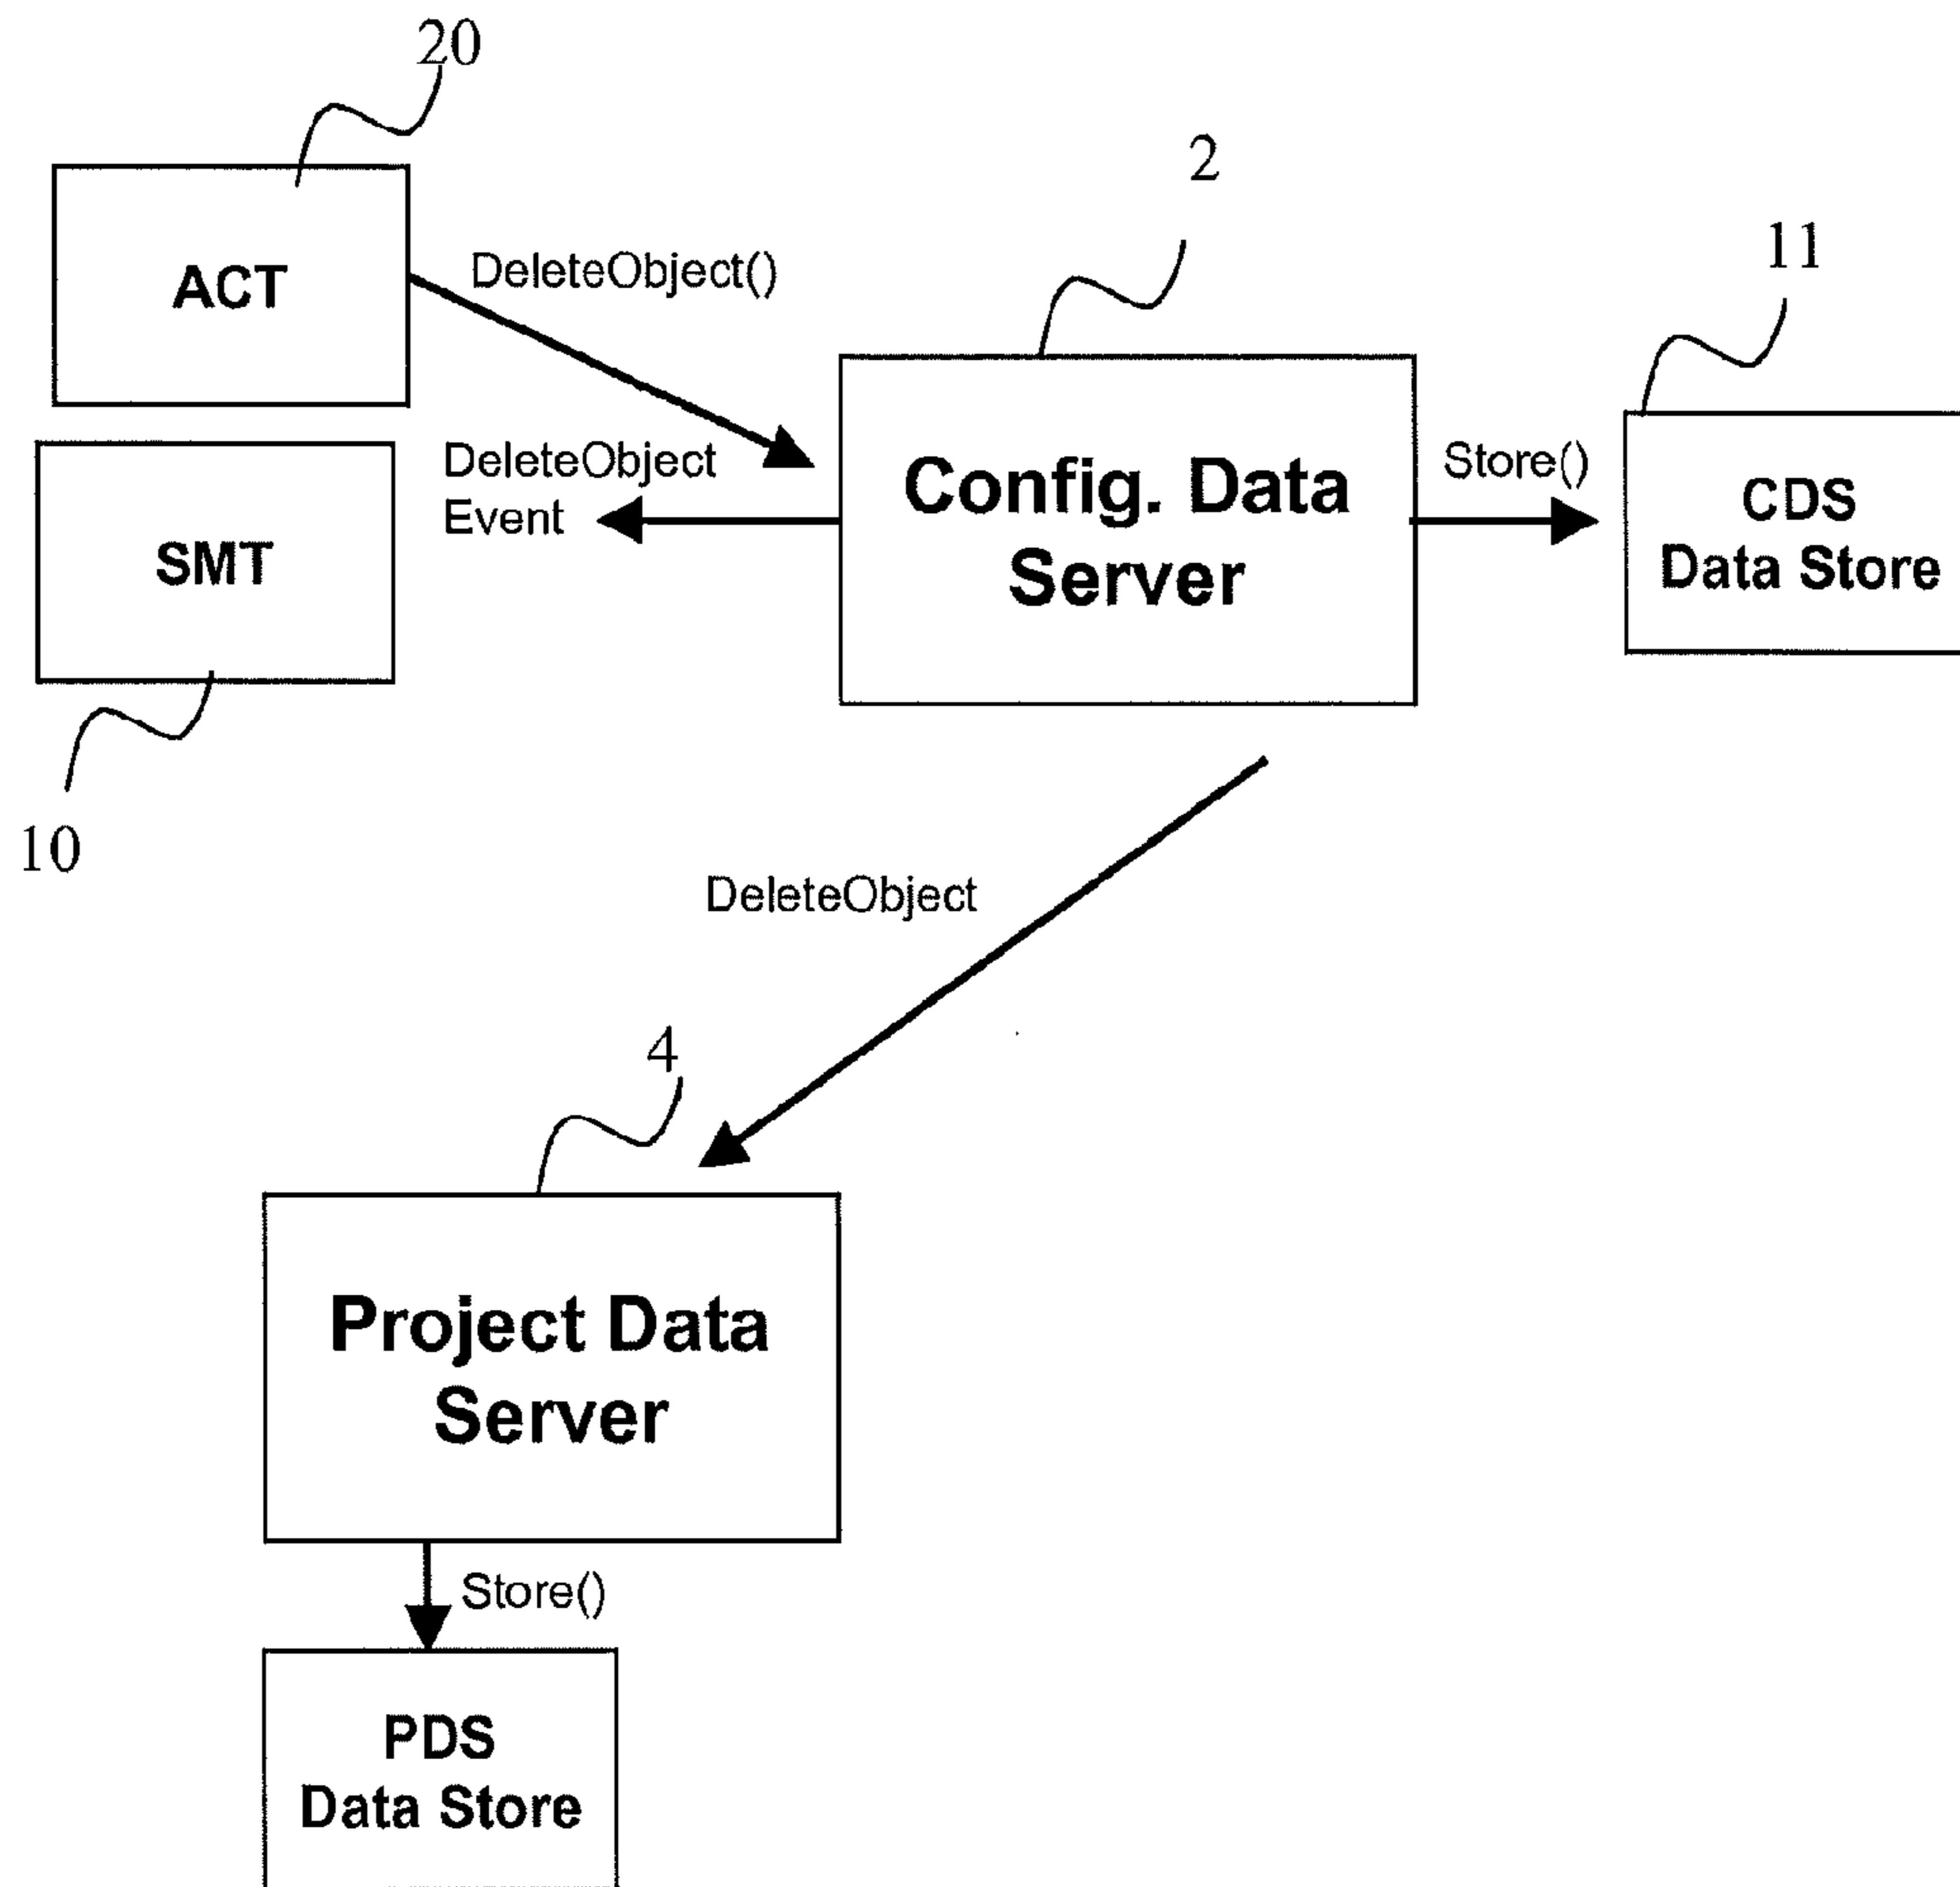 20
2
11
ACT
DeleteObject()
DeleteObject
Event
Config. Data
Server
Store()
CDS
Data Store
SMT
10
DeleteObject
4
Project Data
Server
Store()
PDS
Data Store